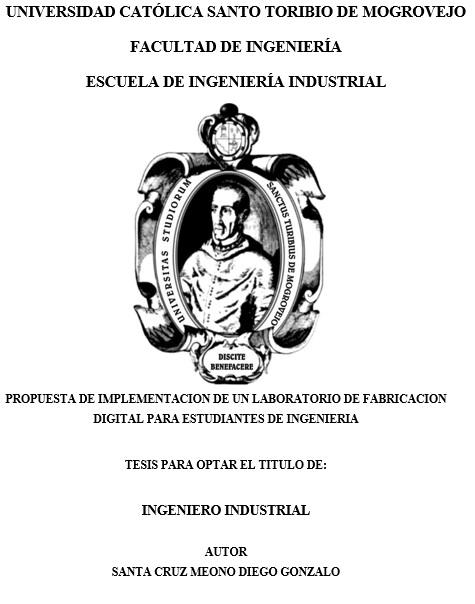 UNIVERSIDAD CATÓLICA SANTO TORIBIO DE MOGROVEJO
FACULTAD DE INGENIERÍA
ESCUELA DE INGENIERÍA INDUSTRIAL
UNIVERSITAS STUDIORUM
SANCTUS TURIBIUS DE MOGROVEJO
DISCITE
BENEFACERE
PROPUESTA DE IMPLEMENTACION DE UN LABORATORIO DE FABRICACION
DIGITAL PARA ESTUDIANTES DE INGENIERIA
TESIS PARA OPTAR EL TITULO DE:
INGENIERO INDUSTRIAL
AUTOR
SANTA CRUZ MEONO DIEGO GONZALO